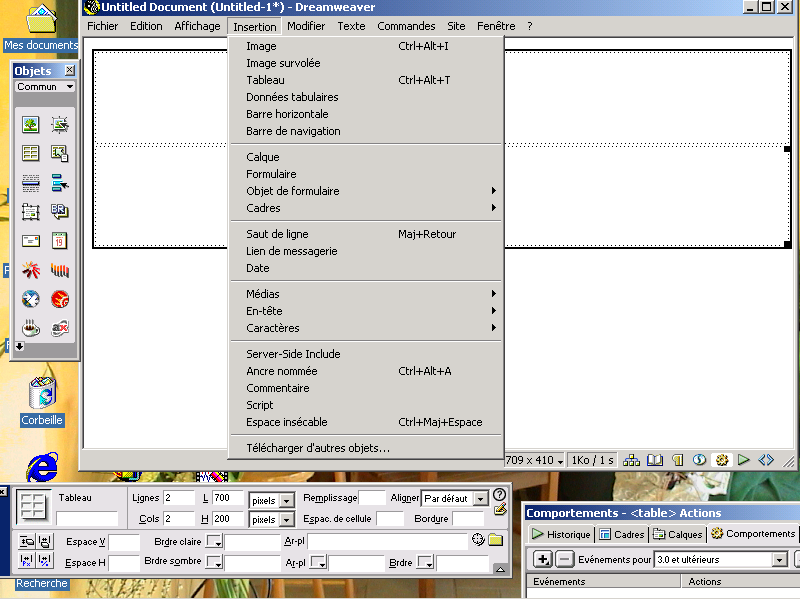 Untitled Document (Untitled-1*) - Dreamweaver
Fichier Edition Affichage Insertion Modifier Texte Commandes Site Fenêtre ?
Mes documents
Objets
Commun
Image Ctrl+Alt+I
Image survolée
Tableau Ctrl+Alt+T
Données tabulaires
Barre horizontale
Barre de navigation
Calque
Formulaire
Objet de formulaire
Cadres
Saut de ligne Maj+Retour
Lien de messagerie
Date
Médias
En-tête
Caractères
Server-Side Include
Ancre nommée Ctrl+Alt+A
Commentaire
Script
Espace insécable Ctrl+Maj+Espace
Télécharger d'autres objets...
Corbeille
709 x 410 1Ko / 1 s
Tableau Lignes 2 L 700 pixels Remplissage Aligner Par défaut
Cols 2 H 200 pixels Espac. de cellule Bordure
Espace V Brdre claire Ar-pl
Espace H Brdre sombre Ar-pl Brdre
Recherche
Comportements - <table> Actions
Historique Cadres Calques Comportements
Evénements pour 3.0 et ultérieurs
Evénements Actions